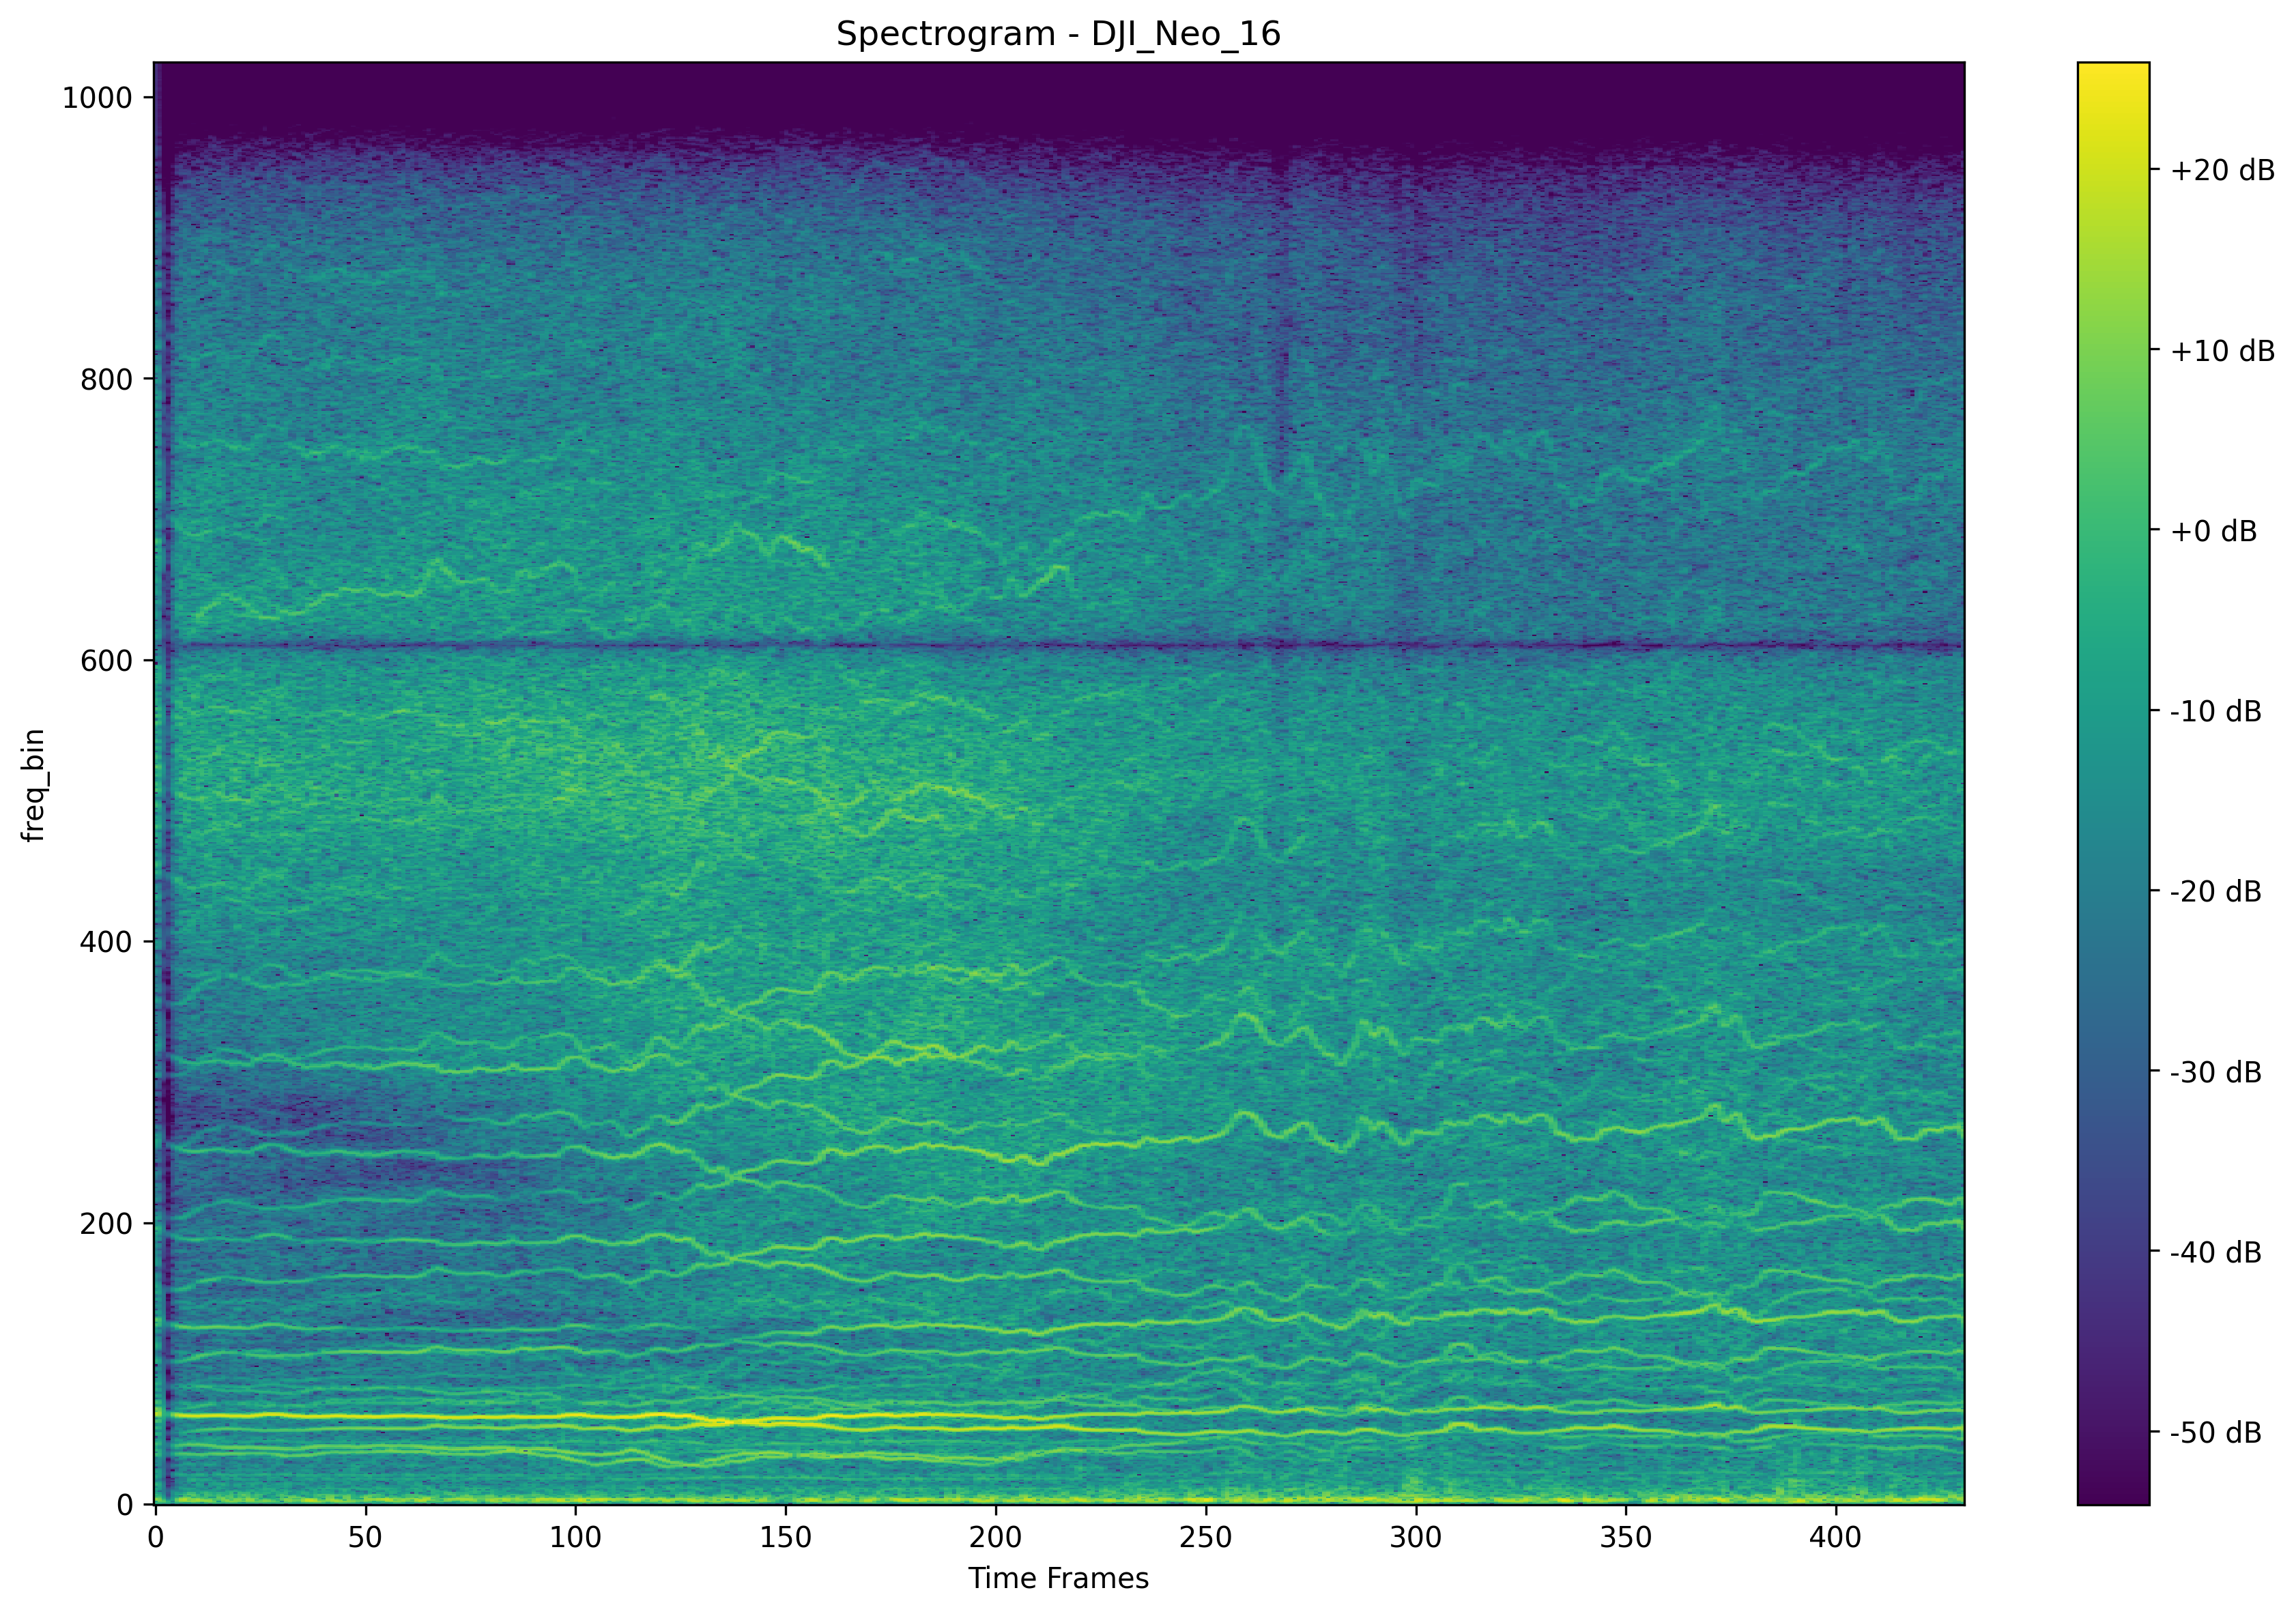 Spectrogram - DJI_Neo_16
1000
800
600
400
200
0
freq_bin
0 50 100 150 200 250 300 350 400
Time Frames
+20 dB
+10 dB
+0 dB
-10 dB
-20 dB
-30 dB
-40 dB
-50 dB